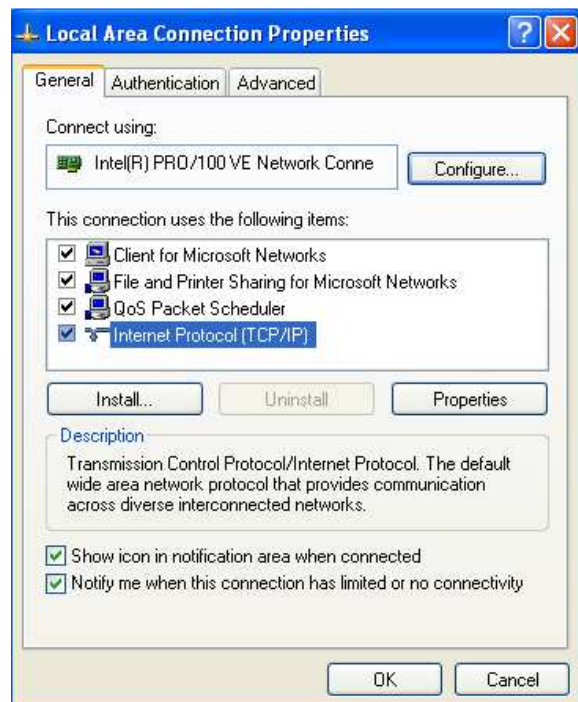 Local Area Connection Properties
General Authentication Advanced
Connect using:
Intel(R) PRO/100 VE Network Conne
Configure...
This connection uses the following items:
Client for Microsoft Networks
File and Printer Sharing for Microsoft Networks
QoS Packet Scheduler
Internet Protocol (TCP/IP)
Install... Uninstall Properties
Description
Transmission Control Protocol/Internet Protocol. The default
wide area network protocol that provides communication
across diverse interconnected networks.
Show icon in notification area when connected
Notify me when this connection has limited or no connectivity
OK Cancel